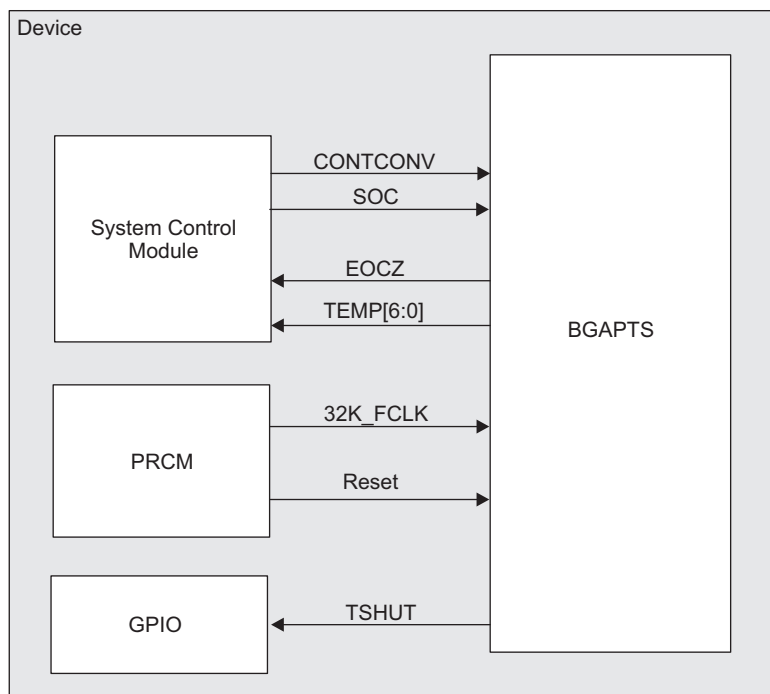 Device
CONTCONV
SOC
System Control
Module
EOCZ
TEMP[6:0]
BGAPTS
32K_FCLK
PRCM
Reset
TSHUT
GPIO